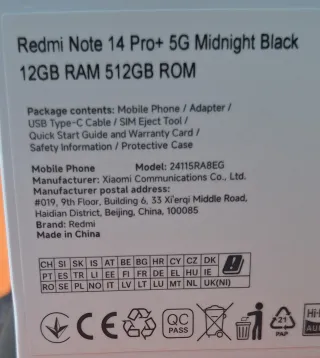 Redmi Note 14 Pro+ 5G Midnight Black
12GB RAM 512GB ROM
Package contents: Mobile Phone / Adapter /
USB Type-C Cable / SIM Eject Tool /
Quick Start Guide and Warranty Card /
Safety Information / Protective Case
Mobile Phone Model: 24115RA8EG
Manufacturer: Xiaomi Communications Co., Ltd.
Manufacturer postal address:
#019, 9th Floor, Building 6, 33 Xi'erqi Middle Road,
Haidian District, Beijing, China, 100085
Brand: Redmi
Made in China
CH SI SK IS AT BE BG HR CY CZ DK
PT ES TR LI EE FI FR DE EL HU IE
RO SE PL NO IT LV LT LU MT NL UK(NI)
CE QC PASS 21 PAP Hi-